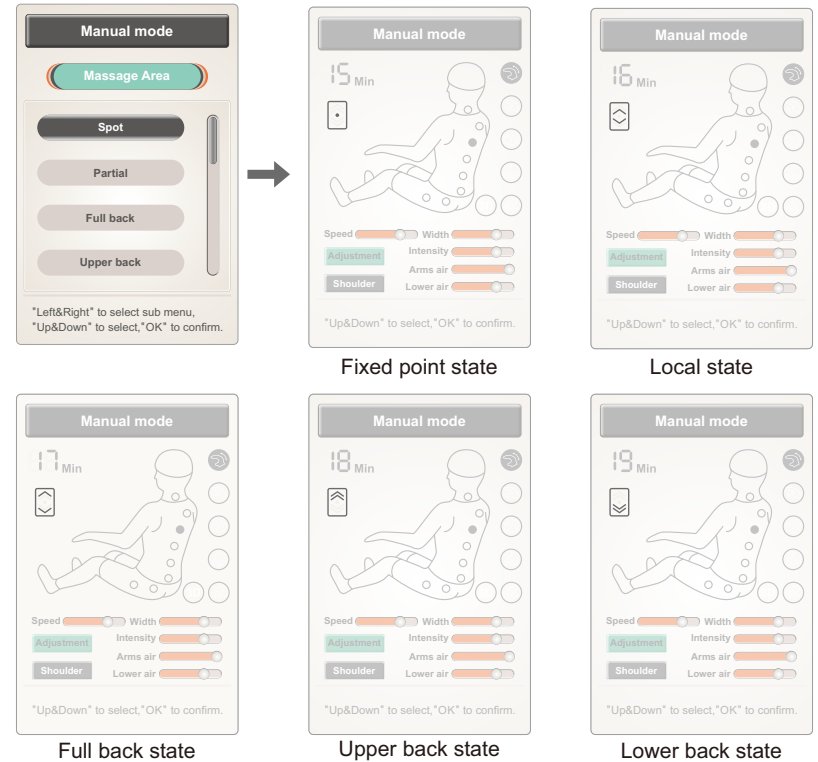 Manual mode
Massage Area
Spot
Partial
Full back
Upper back
"Left&Right" to select sub menu,
"Up&Down" to select,"OK" to confirm.
Manual mode
15 Min
Speed Width
Adjustment Intensity
Arms air
Shoulder Lower air
"Up&Down" to select,"OK" to confirm.
Fixed point state
Manual mode
16 Min
Speed Width
Adjustment Intensity
Arms air
Shoulder Lower air
"Up&Down" to select,"OK" to confirm.
Local state
Manual mode
17 Min
Speed Width
Adjustment Intensity
Arms air
Shoulder Lower air
"Up&Down" to select,"OK" to confirm.
Full back state
Manual mode
18 Min
Speed Width
Adjustment Intensity
Arms air
Shoulder Lower air
"Up&Down" to select,"OK" to confirm.
Upper back state
Manual mode
19 Min
Speed Width
Adjustment Intensity
Arms air
Shoulder Lower air
"Up&Down" to select,"OK" to confirm.
Lower back state